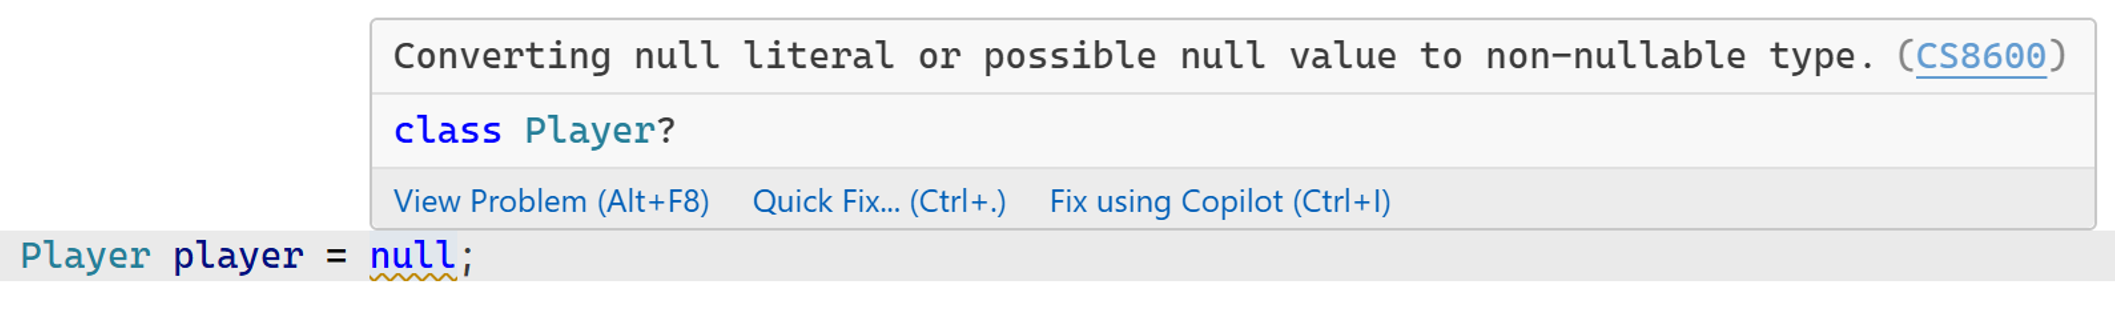 Converting null literal or possible null value to non-nullable type. (CS8600)
class Player?
View Problem (Alt+F8) Quick Fix... (Ctrl+.) Fix using Copilot (Ctrl+I)
Player player = null;